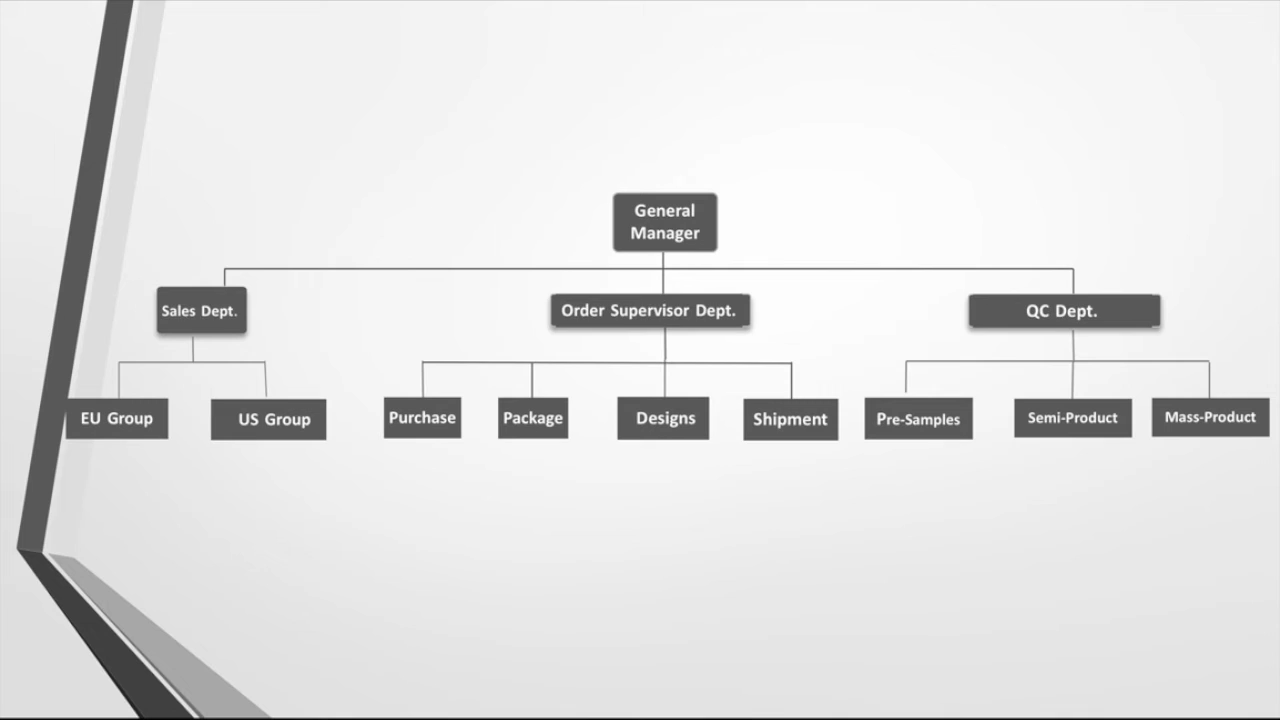 General
Manager
Sales Dept.
Order Supervisor Dept.
QC Dept.
EU Group
US Group
Purchase
Package
Designs
Shipment
Pre-Samples
Semi-Product
Mass-Product